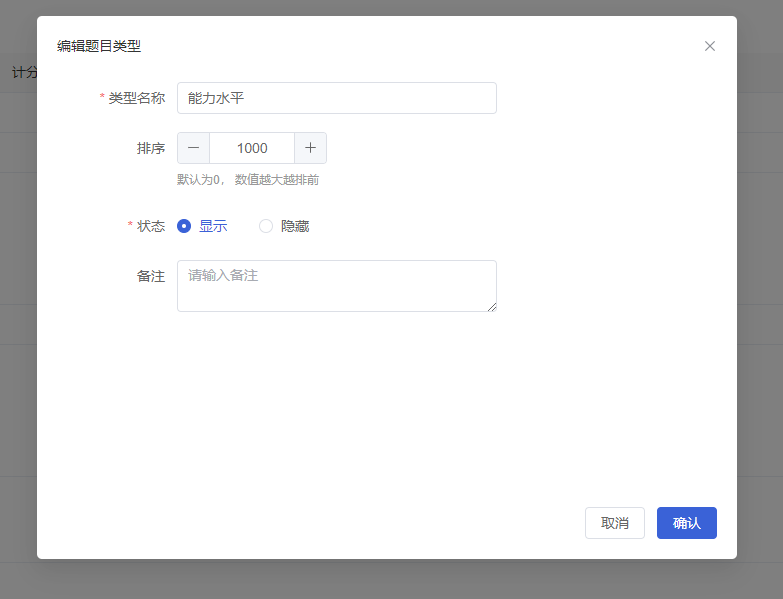 编辑题目类型
计分
* 类型名称 能力水平
排序 1000
默认为0， 数值越大越排前
* 状态 显示 隐藏
备注 请输入备注
取消 确认